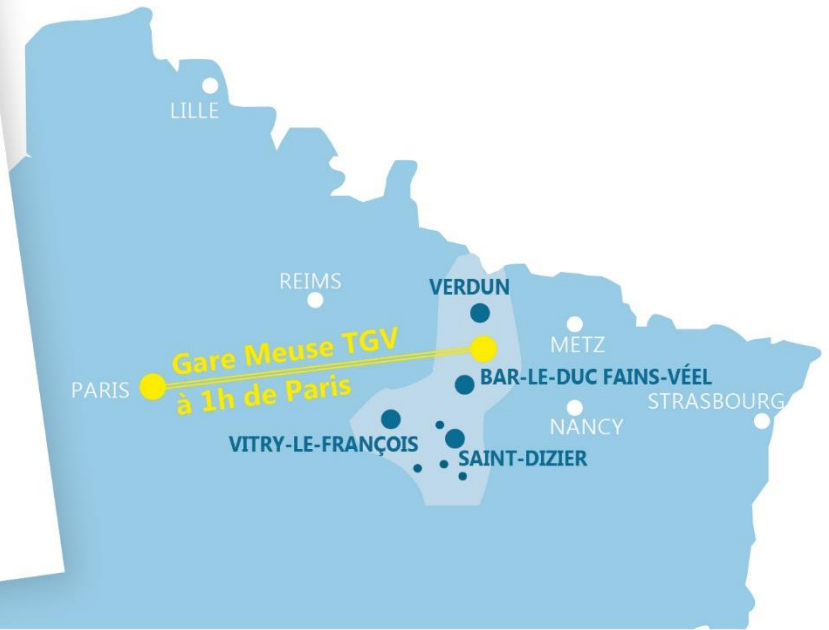 LILLE
REIMS
VERDUN
METZ
Gare Meuse TGV
à 1h de Paris
PARIS
BAR-LE-DUC FAINS-VÉEL
STRASBOURG
NANCY
VITRY-LE-FRANÇOIS
SAINT-DIZIER